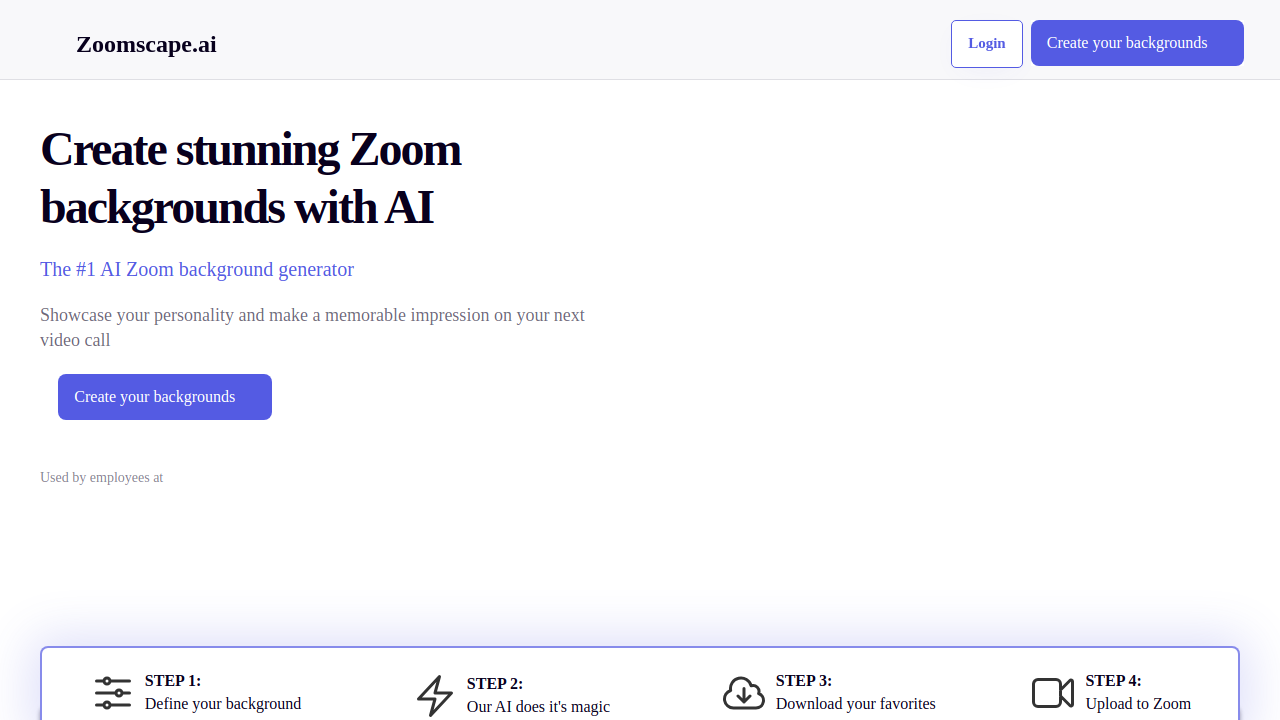 Zoomscape.ai
Login
Create your backgrounds
Create stunning Zoom
backgrounds with AI
The #1 AI Zoom background generator
Showcase your personality and make a memorable impression on your next
video call
Create your backgrounds
Used by employees at
STEP 1:
Define your background
STEP 2:
Our AI does it's magic
STEP 3:
Download your favorites
STEP 4:
Upload to Zoom